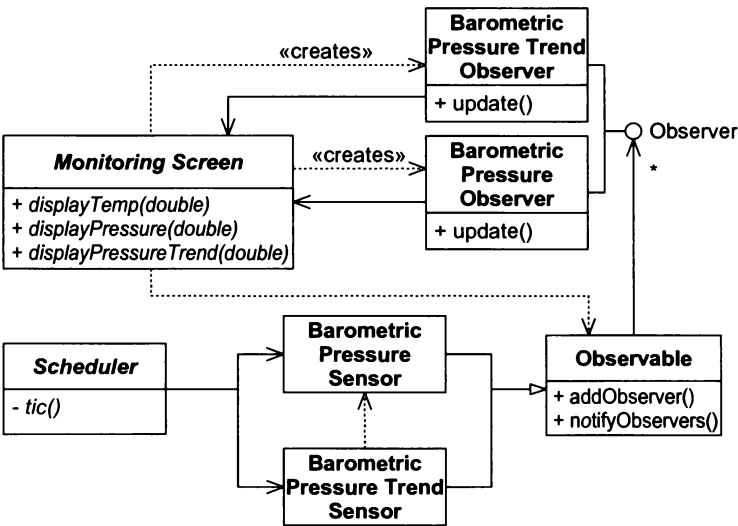 Barometric
Pressure Trend
Observer
+ update()
«creates»
Observer
*
Monitoring Screen
+ displayTemp(double)
+ displayPressure(double)
+ displayPressureTrend(double)
«creates»
Barometric
Pressure
Observer
+ update()
Scheduler
- tic()
Barometric
Pressure
Sensor
Observable
+ addObserver()
+ notifyObservers()
Barometric
Pressure Trend
Sensor